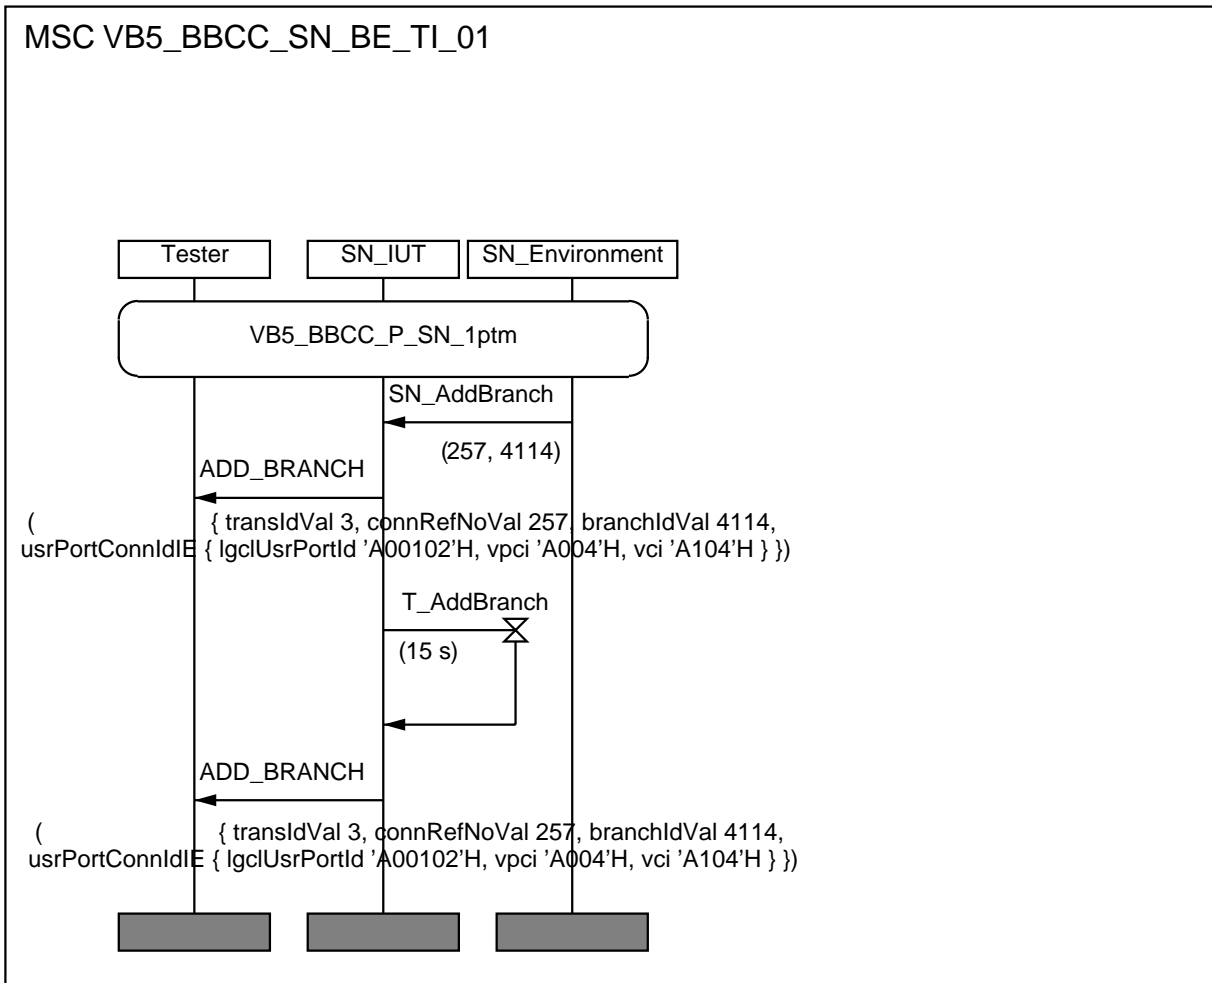 MSC VB5_BBCC_SN_BE_TI_01
Tester
SN_IUT
SN_Environment
VB5_BBCC_P_SN_1ptm
SN_AddBranch
(257, 4114)
ADD_BRANCH
( { transIdVal 3, connRefNoVal 257, branchIdVal 4114,
usrPortConnIdIE { lgclUsrPortId ’A00102’H, vpci ’A004’H, vci ’A104’H } })
T_AddBranch
(15 s)
ADD_BRANCH
( { transIdVal 3, connRefNoVal 257, branchIdVal 4114,
usrPortConnIdIE { lgclUsrPortId ’A00102’H, vpci ’A004’H, vci ’A104’H } })